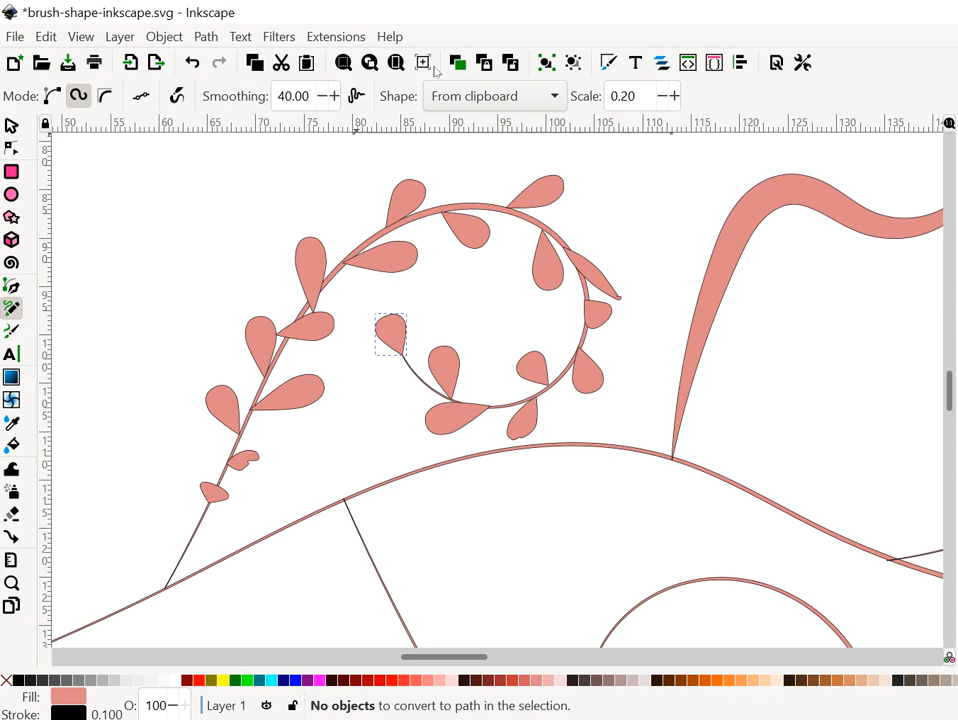 *brush-shape-inkscape.svg - Inkscape
File Edit View Layer Object Path Text Filters Extensions Help
Mode: Smoothing: 40.00 Shape: From clipboard Scale: 0.20
50 55 60 65 70 75 80 85 90 95 100 105 110 115 120 125 130 135
Fill:
Stroke: 0.100 O: 100 Layer 1 No objects to convert to path in the selection.